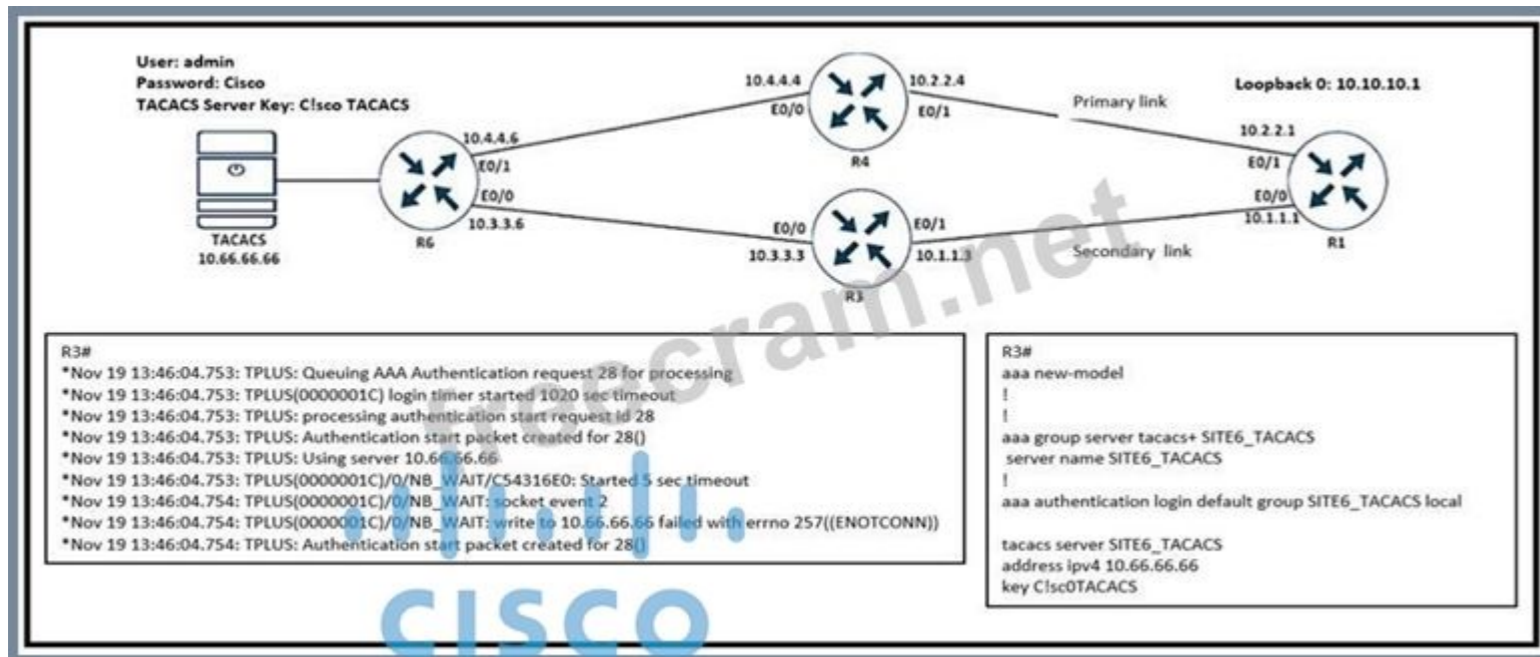 User: admin
Password: Cisco
TACACS Server Key: C!sco TACACS
TACACS
10.66.66.66
10.4.4.6
E0/1
E0/0
10.3.3.6
R6
10.4.4.4
E0/0
10.2.2.4
E0/1
R4
Primary link
Loopback 0: 10.10.10.1
10.2.2.1
E0/1
E0/0
10.1.1.1
R1
E0/0
10.3.3.3
E0/1
10.1.1.3
R3
Secondary link
freecram.net
R3#
*Nov 19 13:46:04.753: TPLUS: Queuing AAA Authentication request 28 for processing
*Nov 19 13:46:04.753: TPLUS(0000001C) login timer started 1020 sec timeout
*Nov 19 13:46:04.753: TPLUS: processing authentication start request id 28
*Nov 19 13:46:04.753: TPLUS: Authentication start packet created for 28()
*Nov 19 13:46:04.753: TPLUS: Using server 10.66.66.66
*Nov 19 13:46:04.753: TPLUS(0000001C)/0/NB_WAIT/C54316E0: Started 5 sec timeout
*Nov 19 13:46:04.754: TPLUS(0000001C)/0/NB_WAIT: socket event 2
*Nov 19 13:46:04.754: TPLUS(0000001C)/0/NB_WAIT: write to 10.66.66.66 failed with errno 257((ENOTCONN))
*Nov 19 13:46:04.754: TPLUS: Authentication start packet created for 28()
R3#
aaa new-model
!
!
aaa group server tacacs+ SITE6_TACACS
server name SITE6_TACACS
!
aaa authentication login default group SITE6_TACACS local
tacacs server SITE6_TACACS
address ipv4 10.66.66.66
key C!sc0TACACS
CISCO